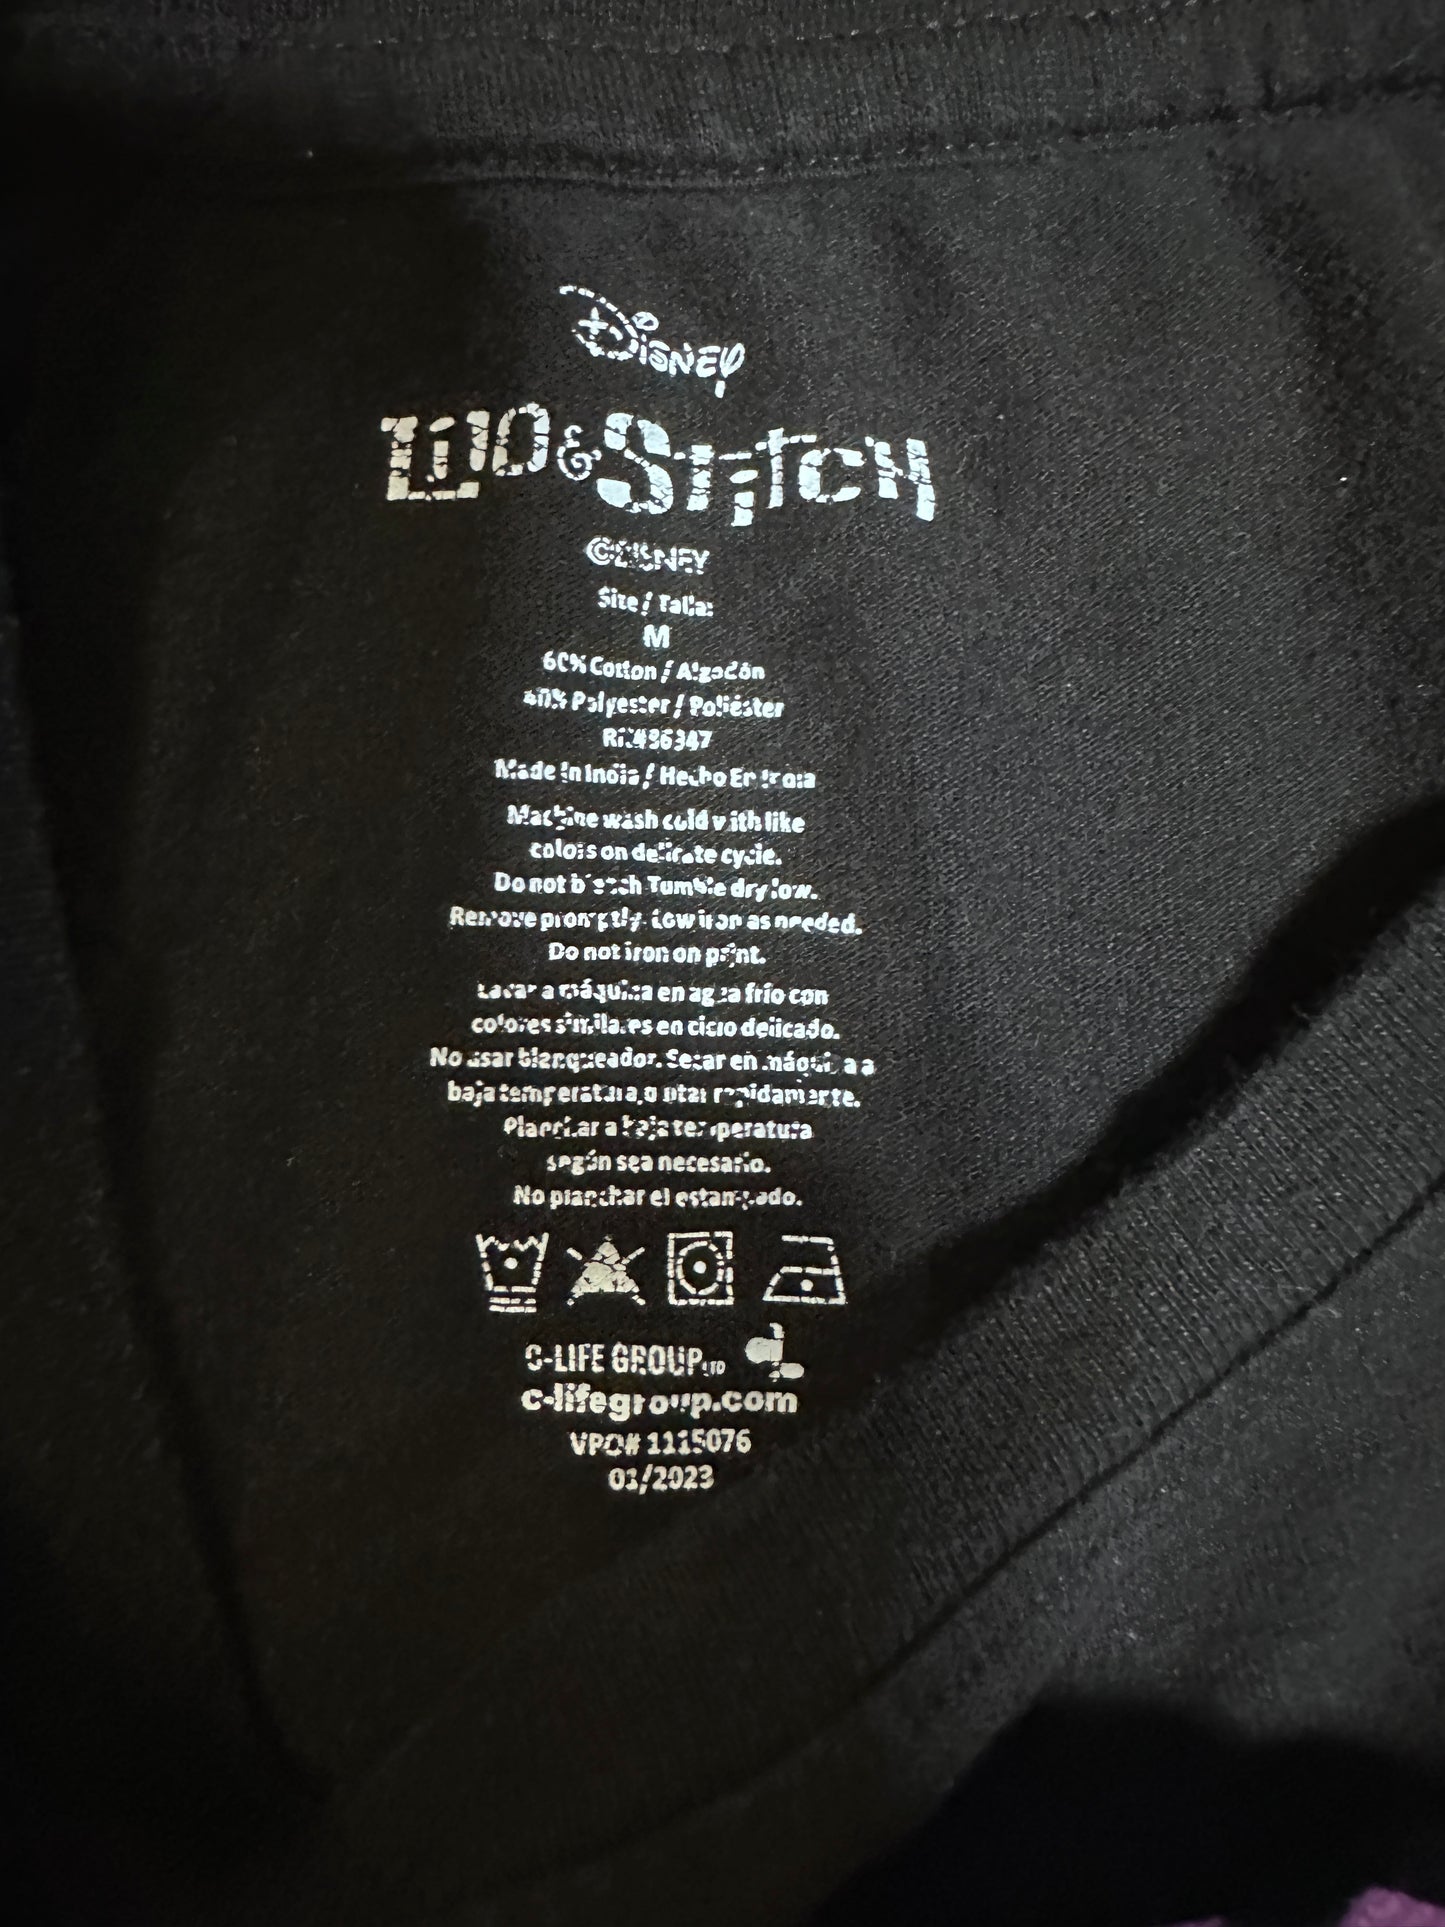 Disney
Lilo & Stitch
©DISNEY
Size / Talla:
M
60% Cotton / Algodón
40% Polyester / Poliéster
RN#
Made In India / Hecho En India
Machine wash cold with like
colors on delicate cycle.
Do not bleach Tumble dry low.
Remove promptly. Low iron as needed.
Do not iron on print.
Lavar a máquina en agua frío con
colores similares en ciclo delicado.
No usar blanqueador. Secar en máquina a
baja temperatura, quitar rapidamente.
Planchar a baja temperatura
según sea necesario.
No planchar el estampado.
C-LIFE GROUP LTD
c-lifegroup.com
VPO# 1115076
01/2023